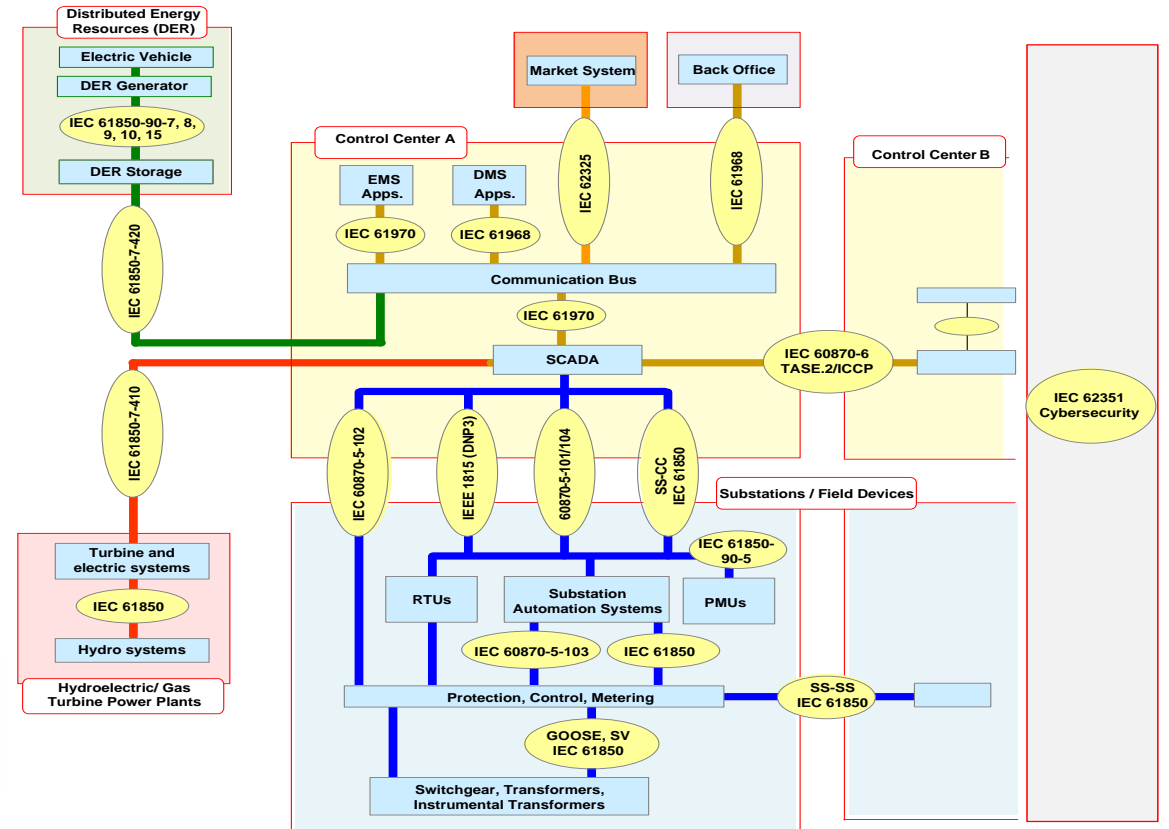 Distributed Energy
Resources (DER)
Electric Vehicle
DER Generator
IEC 61850-90-7, 8,
9, 10, 15
DER Storage
IEC 61850-7-420
Market System
Back Office
IEC 62325
IEC 61968
Control Center A
EMS
Apps.
DMS
Apps.
IEC 61970
IEC 61968
Communication Bus
IEC 61970
SCADA
Control Center B
IEC 60870-6
TASE.2/ICCP
IEC 62351
Cybersecurity
IEC 61850-7-410
Turbine and
electric systems
IEC 61850
Hydro systems
Hydroelectric/ Gas
Turbine Power Plants
IEC 60870-5-102
IEEE 1815 (DNP3)
60870-5-101/104
SS-CC
IEC 61850
Substations / Field Devices
IEC 61850-
90-5
RTUs
Substation
Automation Systems
PMUs
IEC 60870-5-103
IEC 61850
Protection, Control, Metering
SS-SS
IEC 61850
GOOSE, SV
IEC 61850
Switchgear, Transformers,
Instrumental Transformers